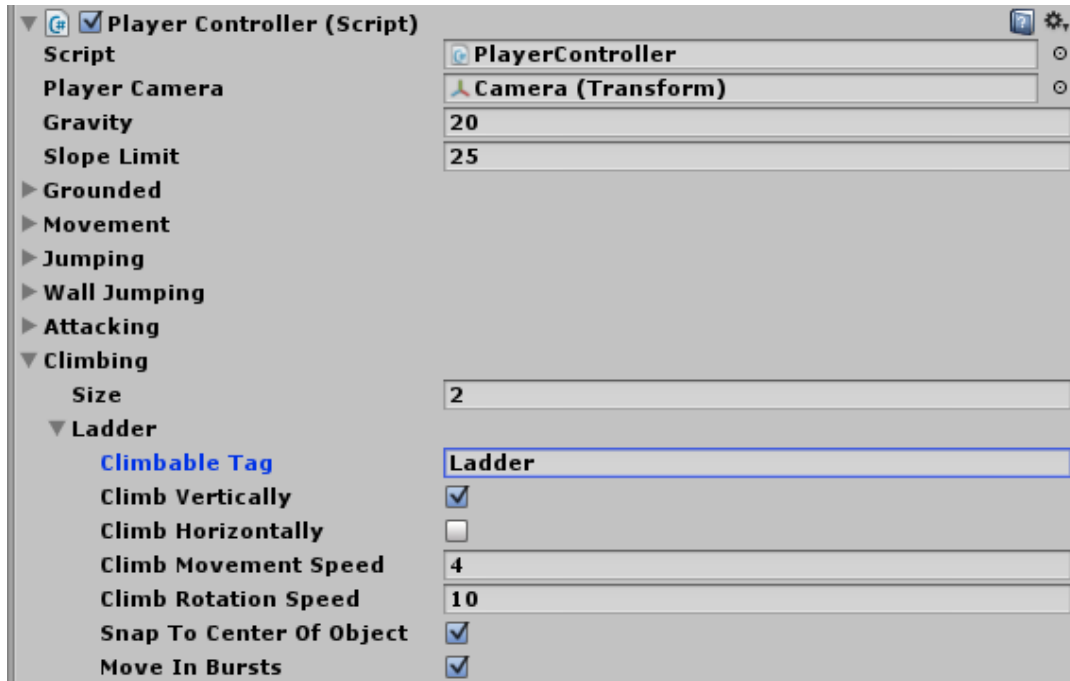 Player Controller (Script)
Script PlayerController
Player Camera Camera (Transform)
Gravity 20
Slope Limit 25
Grounded
Movement
Jumping
Wall Jumping
Attacking
Climbing
Size 2
Ladder
Climbable Tag Ladder
Climb Vertically
Climb Horizontally
Climb Movement Speed 4
Climb Rotation Speed 10
Snap To Center Of Object
Move In Bursts